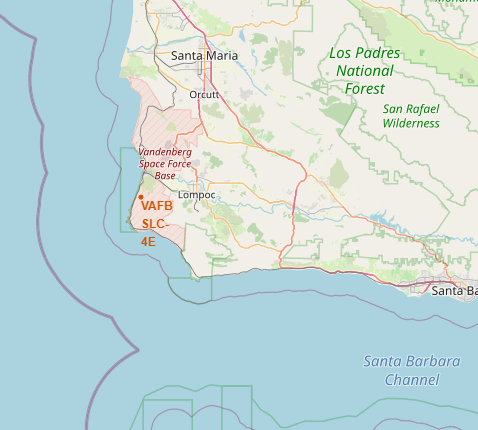 Monum
Santa Maria
Los Padres
National
Forest
Orcutt
San Rafael
Wilderness
Vandenberg
Space Force
Base
Lompoc
VAFB
SLC-
4E
Santa Ba
Santa Barbara
Channel